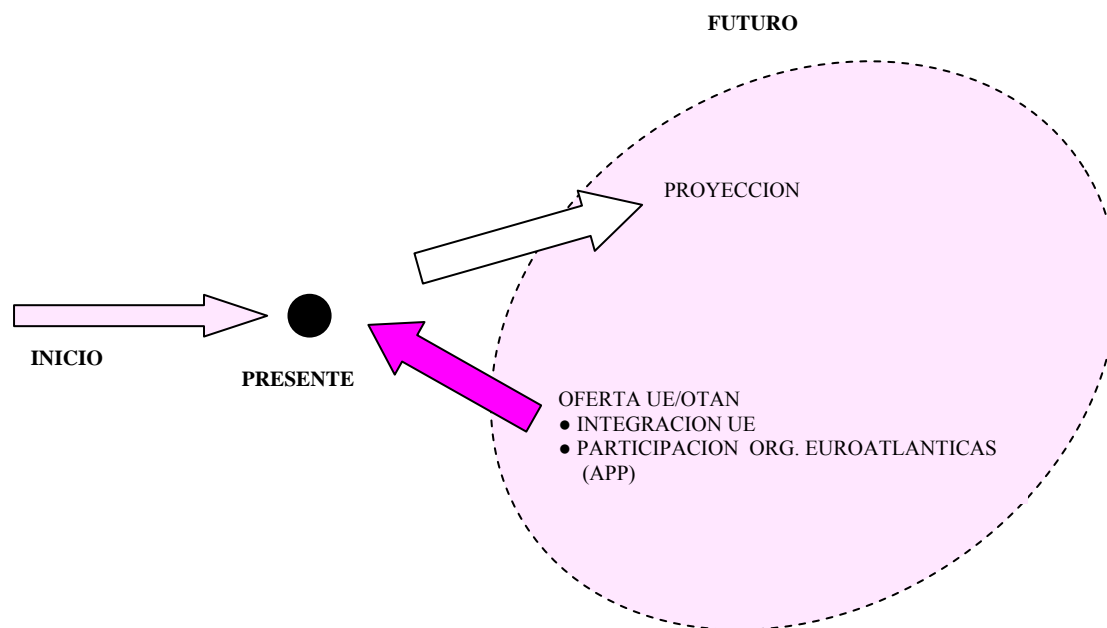 FUTURO
PROYECCION
INICIO
PRESENTE
OFERTA UE/OTAN
● INTEGRACION UE
● PARTICIPACION ORG. EUROATLANTICAS
(APP)